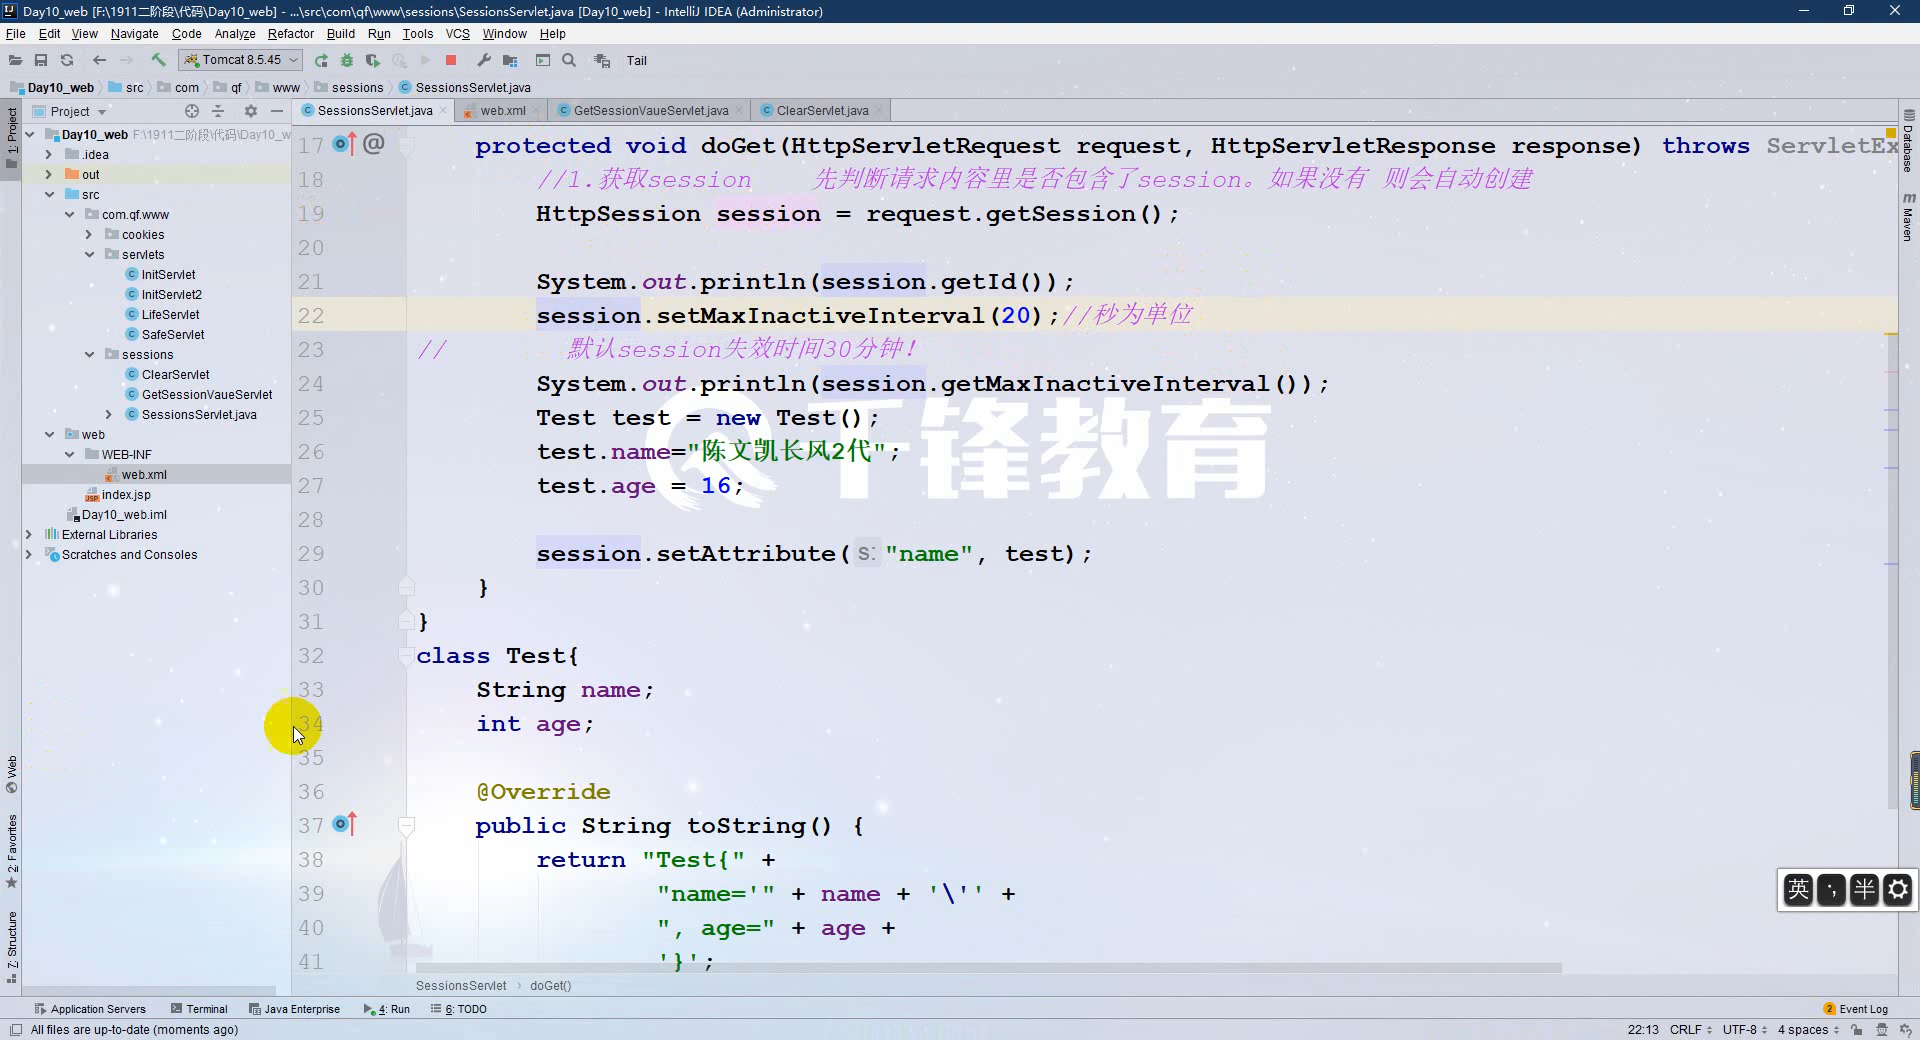 Day10_web [F:\1911二阶段\代码\Day10_web] - ...\src\com\qf\www\sessions\SessionsServlet.java [Day10_web] - IntelliJ IDEA (Administrator)
File Edit View Navigate Code Analyze Refactor Build Run Tools VCS Window Help
Tomcat 8.5.45 Tail
Day10_web src com qf www sessions SessionsServlet
Project
SessionsServlet.java web.xml GetSessionVaueServlet.java ClearServlet.java
1: Project
Day10_web F:\1911二阶段\代码\Day10_w
.idea
out
src
com.qf.www
cookies
servlets
InitServlet
InitServlet2
LifeServlet
SafeServlet
sessions
ClearServlet
GetSessionVaueServlet
SessionsServlet.java
web
WEB-INF
web.xml
index.jsp
Day10_web.iml
External Libraries
Scratches and Consoles
Web
2: Favorites
7: Structure
17 @ protected void doGet(HttpServletRequest request, HttpServletResponse response) throws ServletEx
18 //1.获取session 先判断请求内容里是否包含了session。如果没有 则会自动创建
19 HttpSession session = request.getSession();
20
21 System.out.println(session.getId());
22 session.setMaxInactiveInterval(20);//秒为单位
23 // 默认session失效时间30分钟！
24 System.out.println(session.getMaxInactiveInterval());
25 Test test = new Test();
26 test.name="陈文凯长风2代";
27 test.age = 16;
28
29 session.setAttribute( s: "name", test);
30 }
31 }
32 class Test{
33 String name;
34 int age;
35
36 @Override
37 public String toString() {
38 return "Test{" +
39 "name='" + name + '\'' +
40 ", age=" + age +
41 '}';
千锋教育
Database
Maven
英 ·, 半
SessionsServlet doGet()
Application Servers Terminal Java Enterprise 4: Run 6: TODO 2 Event Log
All files are up-to-date (moments ago) 22:13 CRLF UTF-8 4 spaces